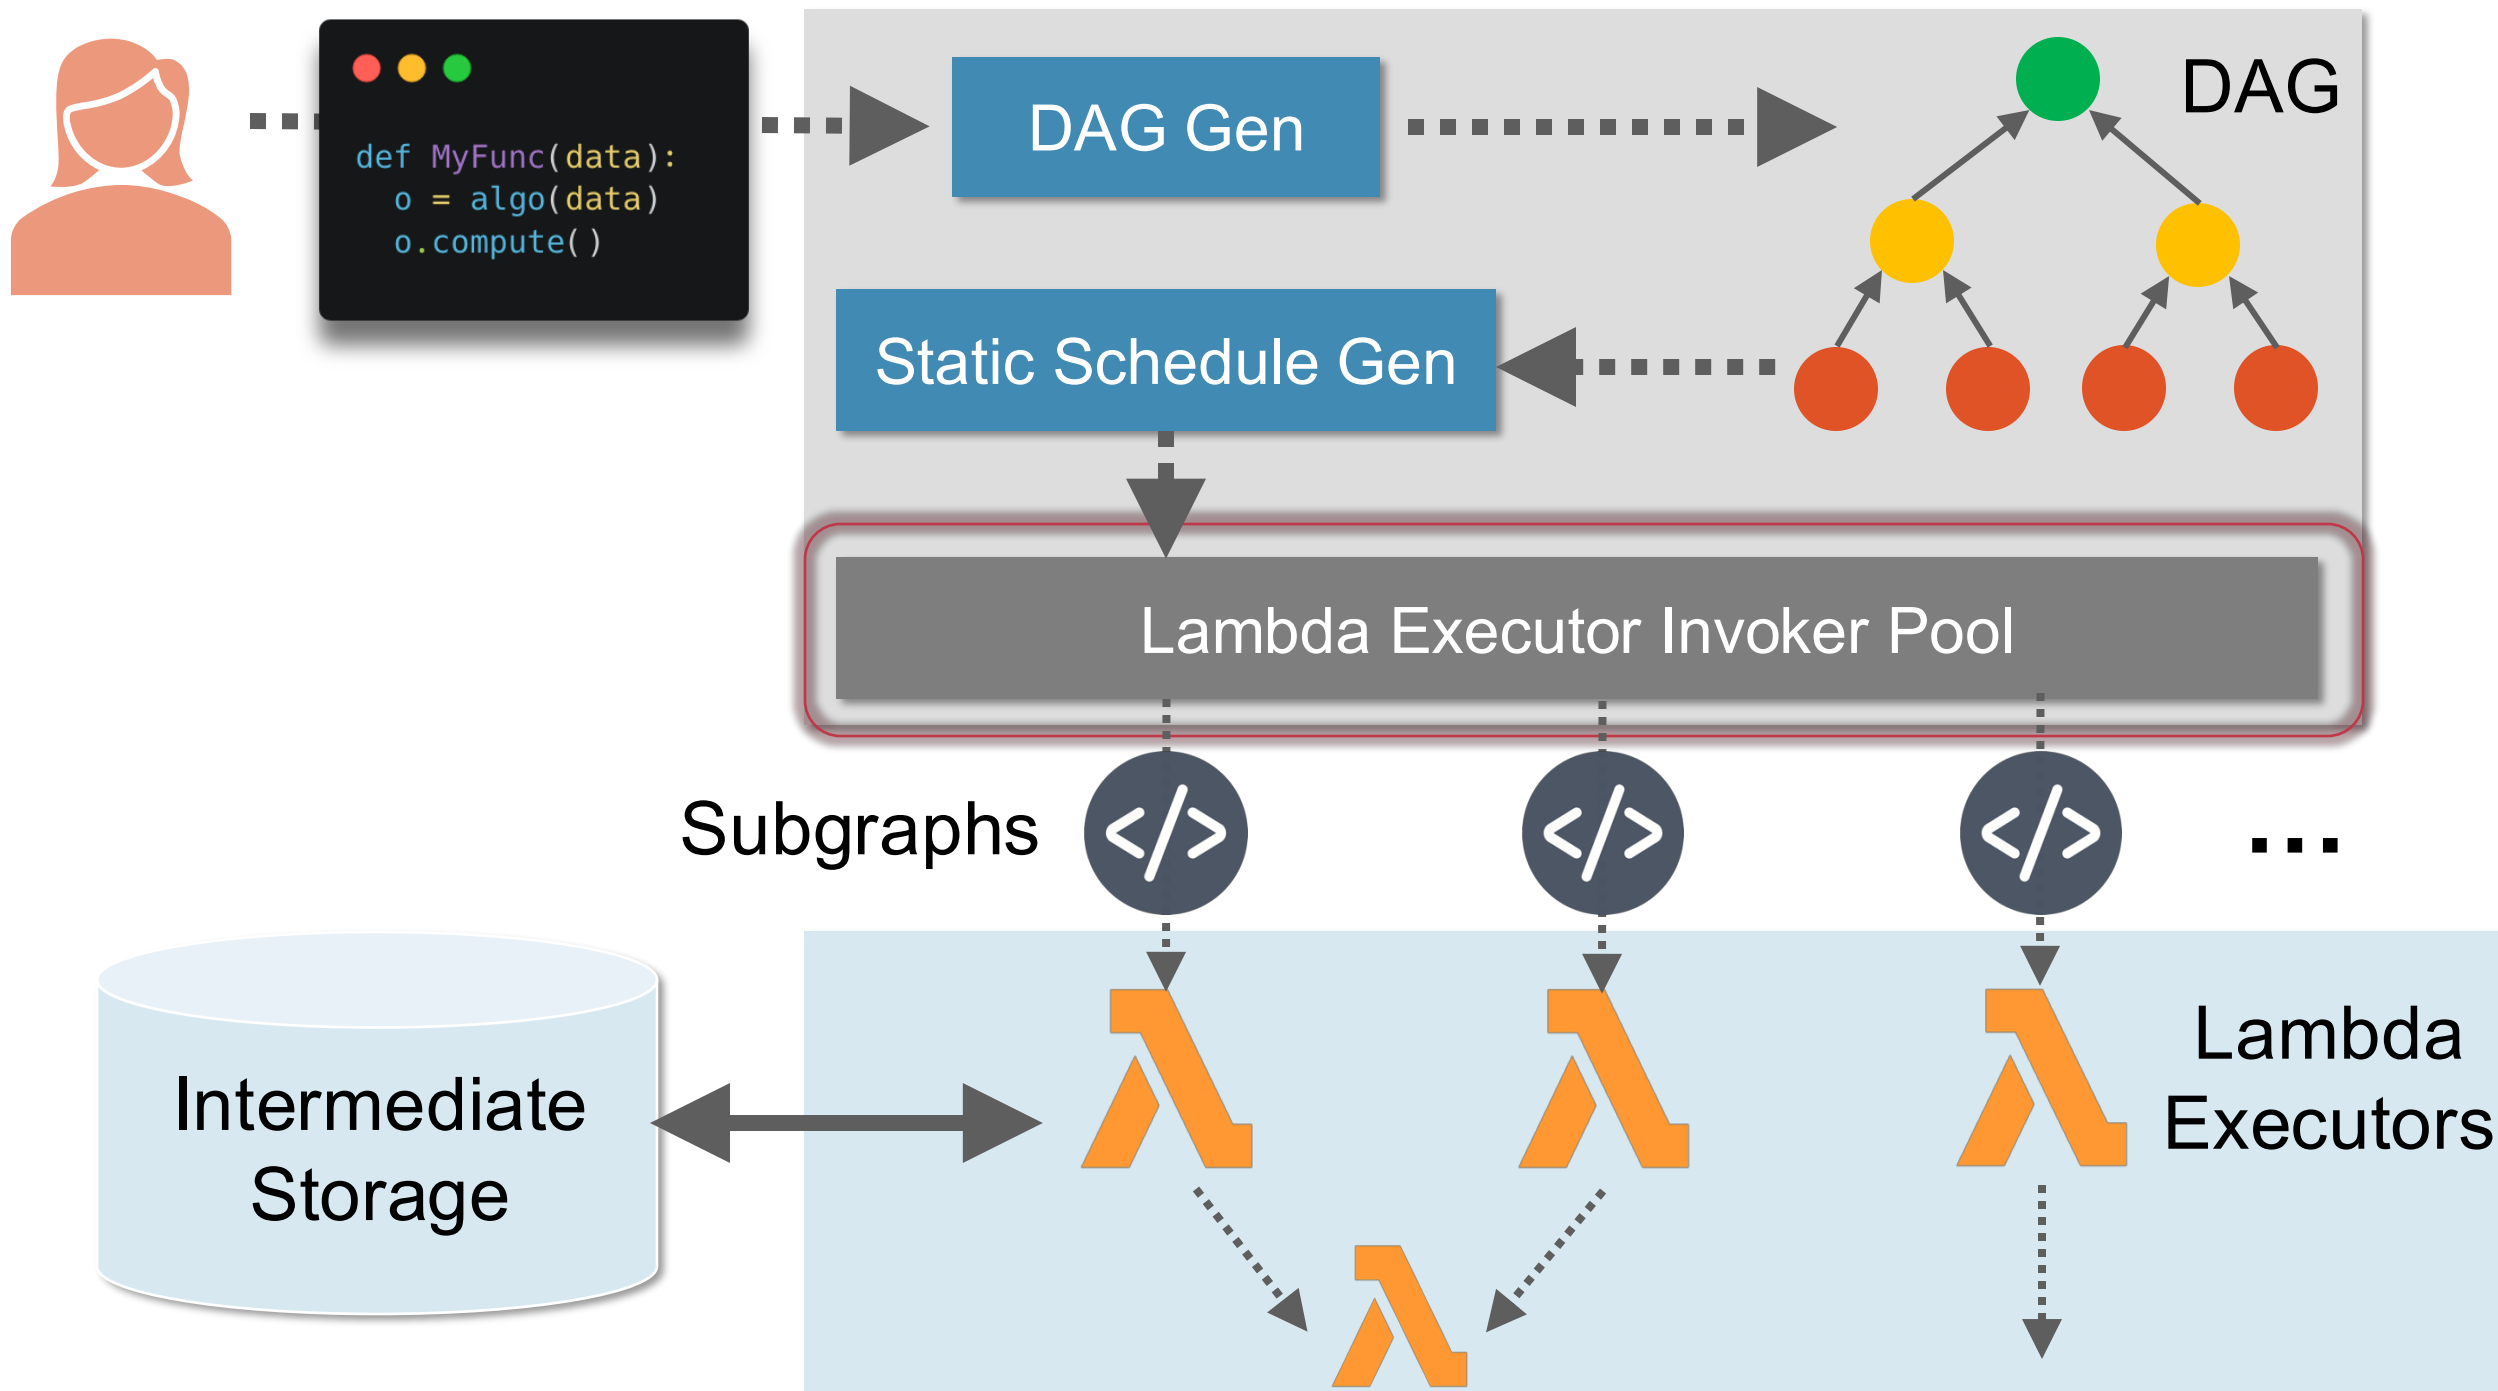 def MyFunc(data):
o = algo(data)
o.compute()
DAG Gen
DAG
Static Schedule Gen
Lambda Executor Invoker Pool
Subgraphs
</>
</>
</>
...
Intermediate
Storage
Lambda
Executors